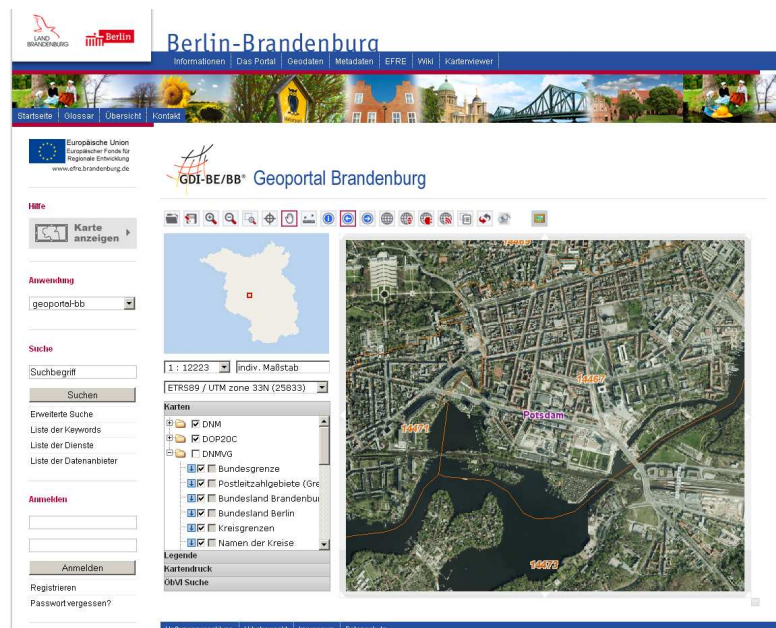 LAND
BRANDENBURG
Berlin
Berlin-Brandenburg
Informationen
Das Portal
Geodaten
Metadaten
EFRE
Wiki
Kartenviewer
Startseite
Glossar
Übersicht
Kontakt
Europäische Union
Europäischer Fonds für
Regionale Entwicklung
www.efre.brandenburg.de
GDI-BE/BB®
Geoportal Brandenburg
Hilfe
Karte
anzeigen
Anwendung
geoportal-bb
Suche
Suchbegriff
Suchen
Erweiterte Suche
Liste der Keywords
Liste der Dienste
Liste der Datenanbieter
Anmelden
Anmelden
Registrieren
Passwort vergessen?
1 : 12223
indiv. Maßstab
ETRS89 / UTM zone 33N (25833)
Karten
DNM
DOP20C
DNMVG
Bundesgrenze
Postleitzahlgebiete (Gre
Bundesland Brandenbu
Bundesland Berlin
Kreisgrenzen
Namen der Kreise
Legende
Kartendruck
ÖbVI Suche
14469
14467
Potsdam
14471
14473